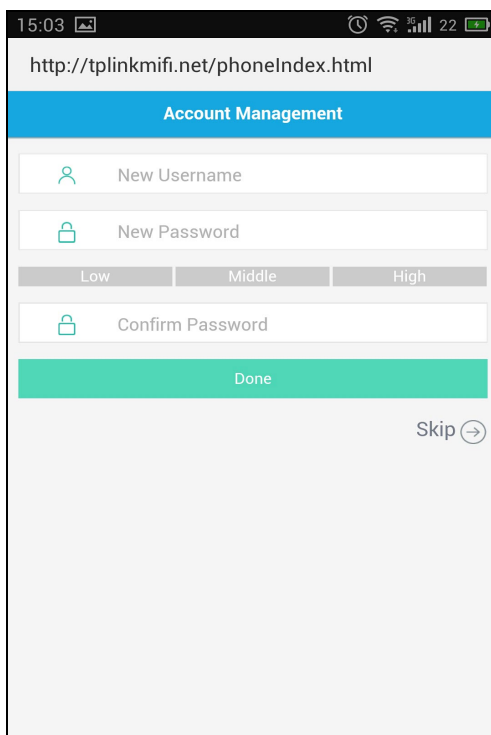 15:03 3G 22
http://tplinkmifi.net/phoneIndex.html
Account Management
New Username
New Password
Low Middle High
Confirm Password
Done
Skip